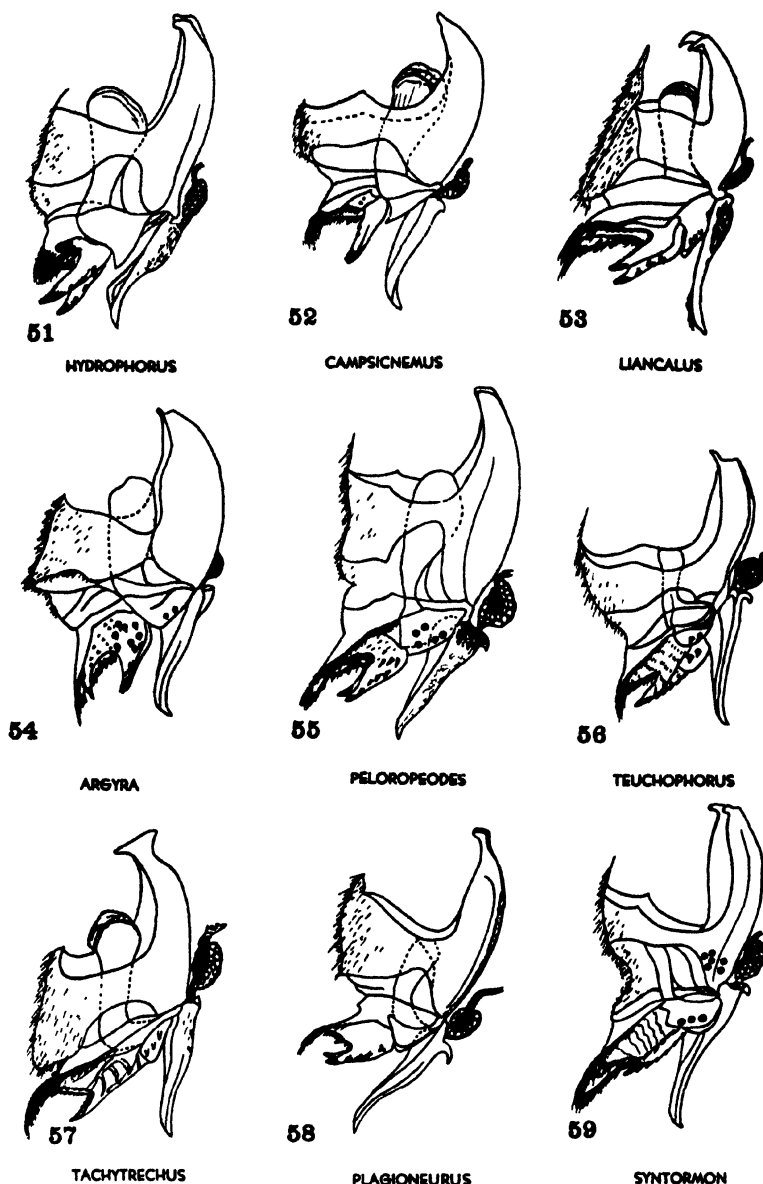 51
HYDROPHORUS
52
CAMPSICNEMUS
53
LIANCALUS
54
ARGYRA
55
PELOROPEODES
56
TEUCHOPHORUS
57
TACHYTRECHUS
58
PLAGIONEURUS
59
SYNTORMON